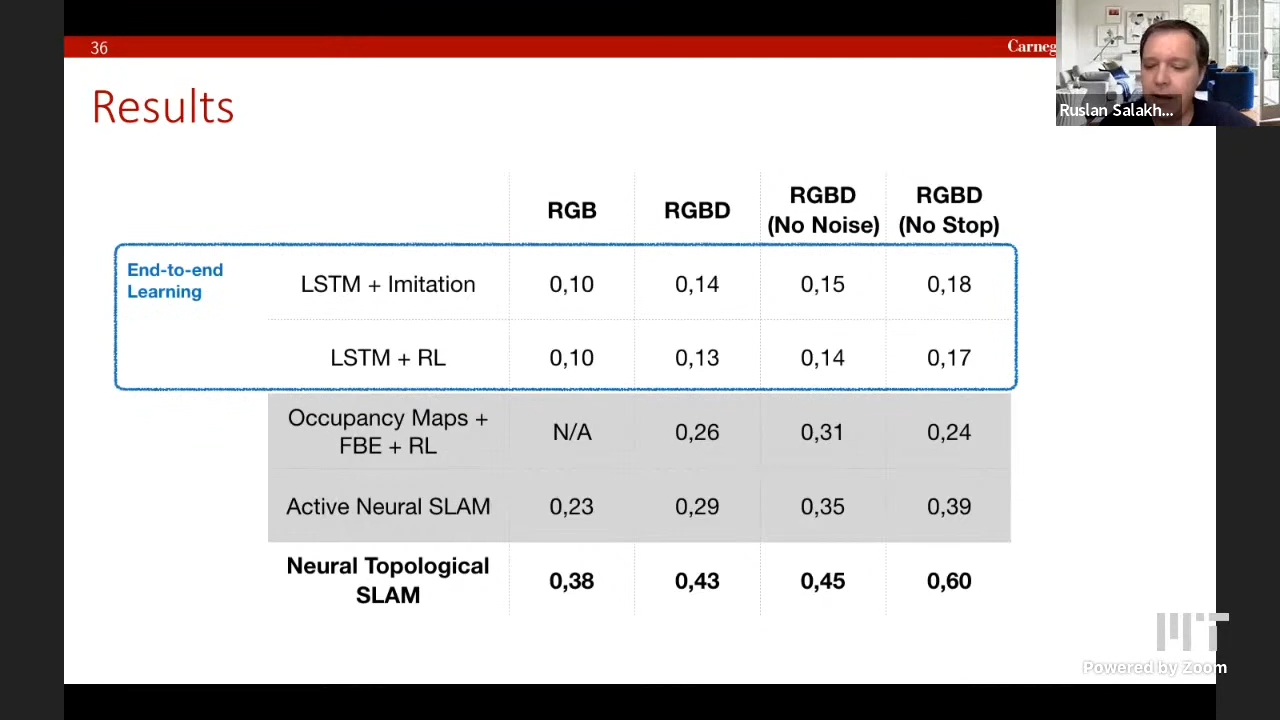 36
Carneg
Ruslan Salakh...
Results
RGB
RGBD
RGBD
(No Noise)
RGBD
(No Stop)
End-to-end
Learning
LSTM + Imitation
0,10
0,14
0,15
0,18
LSTM + RL
0,10
0,13
0,14
0,17
Occupancy Maps +
FBE + RL
N/A
0,26
0,31
0,24
Active Neural SLAM
0,23
0,29
0,35
0,39
Neural Topological
SLAM
0,38
0,43
0,45
0,60
MIT
Powered by Zoom